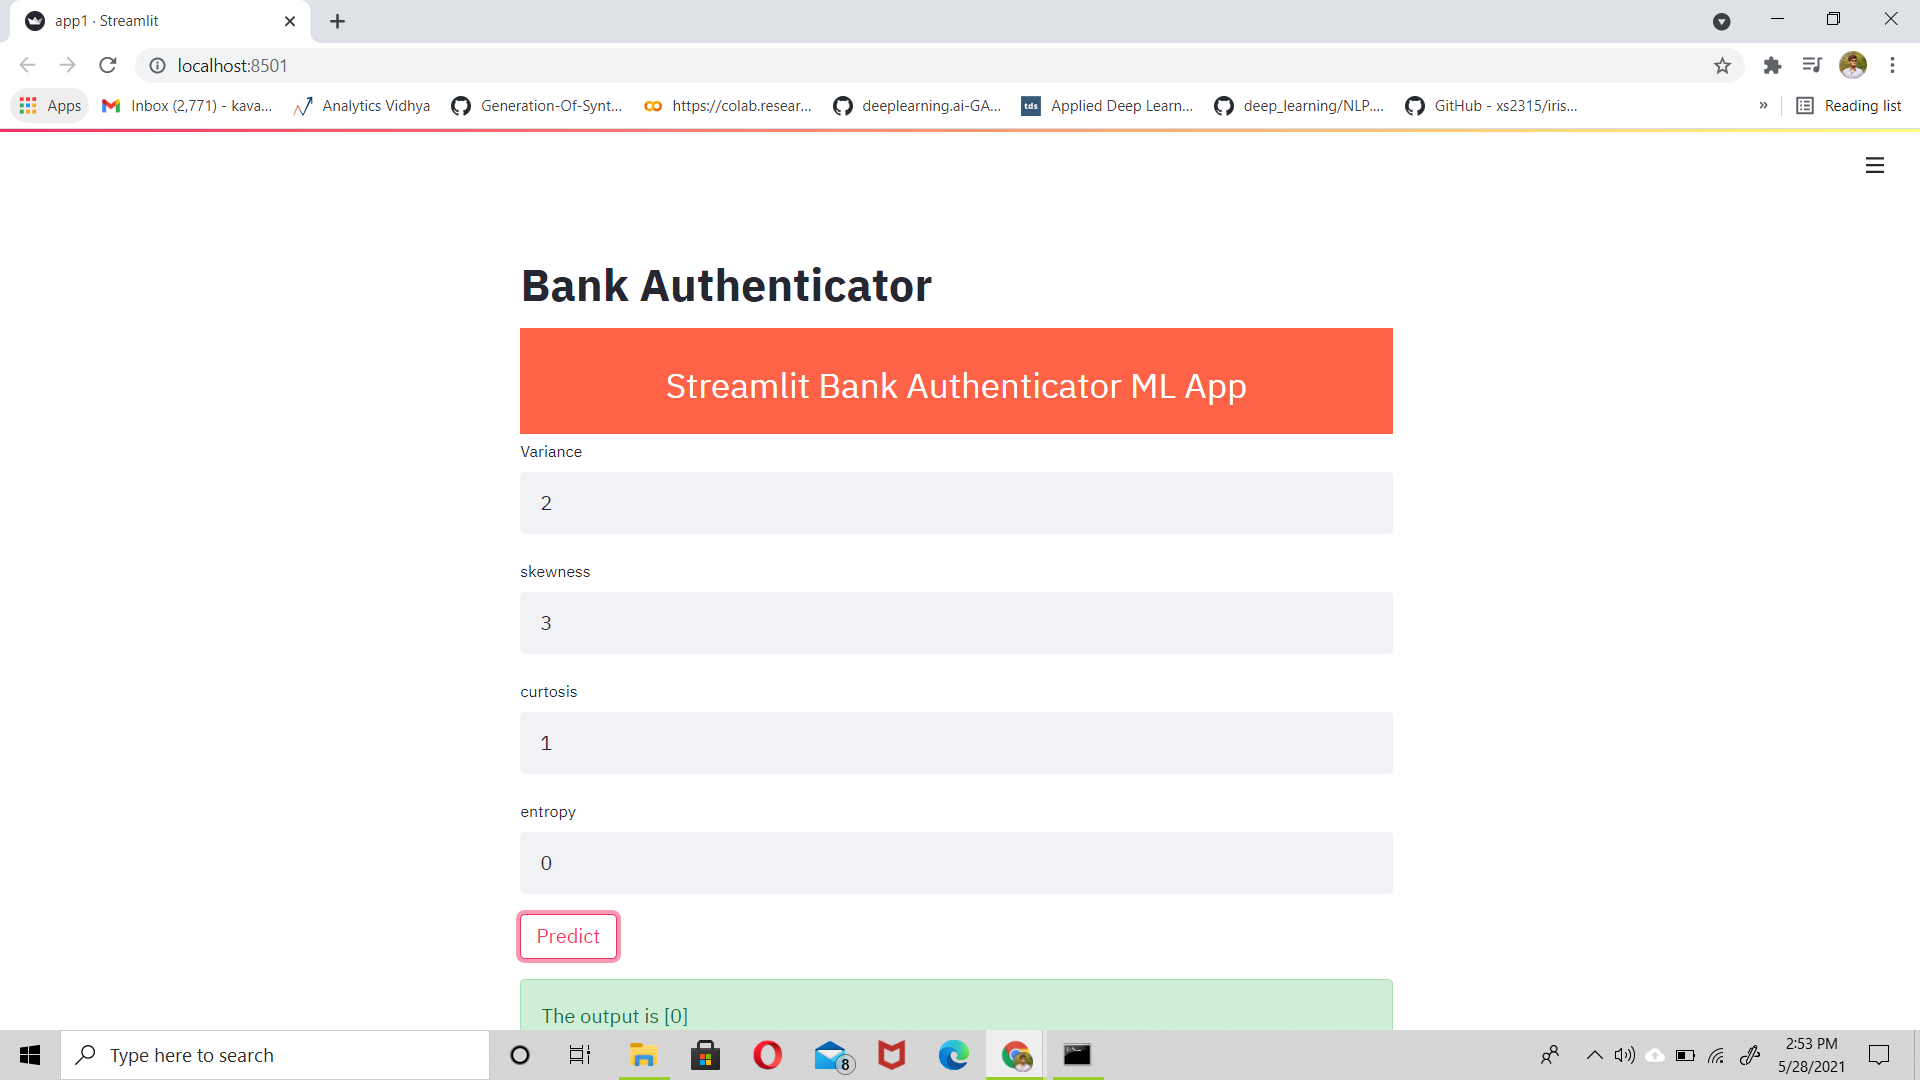 app1 · Streamlit
localhost:8501
Apps Inbox (2,771) - kava... Analytics Vidhya Generation-Of-Synt... https://colab.resear... deeplearning.ai-GA... tds Applied Deep Learn... deep_learning/NLP.... GitHub - xs2315/iris... » Reading list
Bank Authenticator
Streamlit Bank Authenticator ML App
Variance
2
skewness
3
curtosis
1
entropy
0
Predict
The output is [0]
Type here to search
8
2:53 PM
5/28/2021